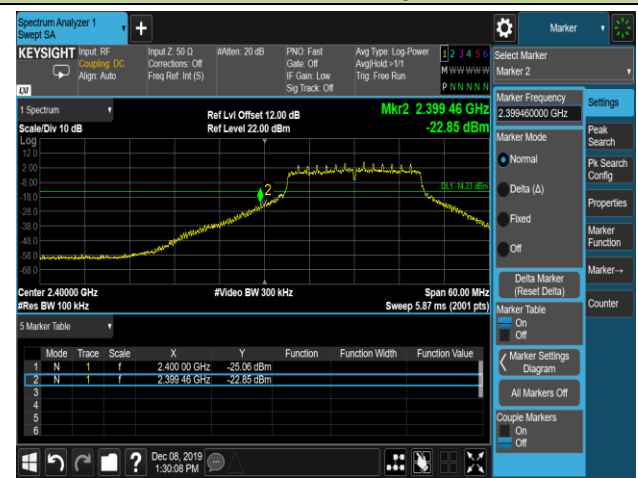 Spectrum Analyzer 1
Swept SA
+
Marker
KEYSIGHT
Input: RF
Coupling: DC
Align: Auto
Input Z: 50 Ω
Corrections: Off
Freq Ref: Int (S)
#Atten: 20 dB
PNO: Fast
Gate: Off
IF Gain: Low
Sig Track: Off
Avg Type: Log-Power
Avg|Hold:>1/1
Trig: Free Run
1 2 3 4 5 6
M W W W W W
P N N N N N
LXI
Select Marker
Marker 2
1 Spectrum
Scale/Div 10 dB
Ref Lvl Offset 12.00 dB
Ref Level 22.00 dBm
Mkr2 2.399 46 GHz
-22.85 dBm
Log
12.0
2.00
-8.00
-18.0
-28.0
-38.0
-48.0
-58.0
-68.0
2
DL1 -14.23 dBm
Center 2.40000 GHz
#Res BW 100 kHz
#Video BW 300 kHz
Span 60.00 MHz
Sweep 5.87 ms (2001 pts)
Marker Frequency
2.399460000 GHz
Marker Mode
Normal
Delta (Δ)
Fixed
Off
Delta Marker
(Reset Delta)
Marker Table
On
Off
Marker Settings
Diagram
All Markers Off
Couple Markers
On
Off
Settings
Peak
Search
Pk Search
Config
Properties
Marker
Function
Marker→
Counter
5 Marker Table
Mode Trace Scale X Y Function Function Width Function Value
1 N 1 f 2.400 00 GHz -25.06 dBm
2 N 1 f 2.399 46 GHz -22.85 dBm
3
4
5
6
?
Dec 08, 2019
1:30:08 PM